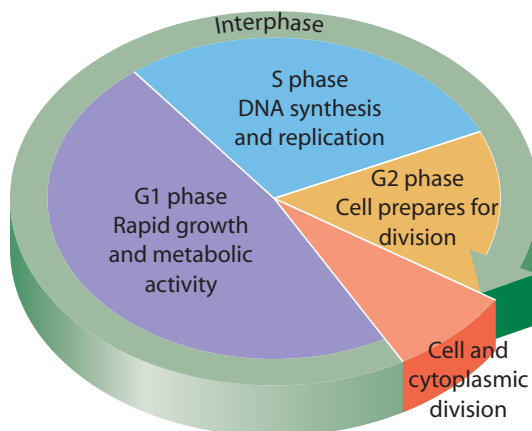 Interphase
S phase
DNA synthesis
and replication
G2 phase
Cell prepares for
division
G1 phase
Rapid growth
and metabolic
activity
Cell and
cytoplasmic
division